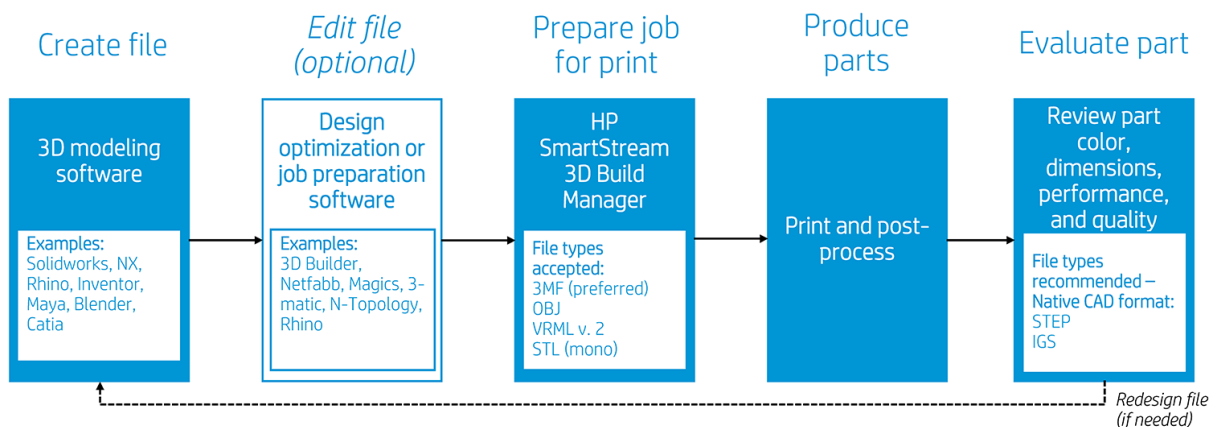 Create file
Edit file
(optional)
Prepare job
for print
Produce
parts
Evaluate part
3D modeling
software
Examples:
Solidworks, NX,
Rhino, Inventor,
Maya, Blender,
Catia
Design
optimization or
job preparation
software
Examples:
3D Builder,
Netfabb, Magics, 3-
matic, N-Topology,
Rhino
HP
SmartStream
3D Build
Manager
File types
accepted:
3MF (preferred)
OBJ
VRML v. 2
STL (mono)
Print and post-
process
Review part
color,
dimensions,
performance,
and quality
File types
recommended –
Native CAD format:
STEP
IGS
Redesign file
(if needed)